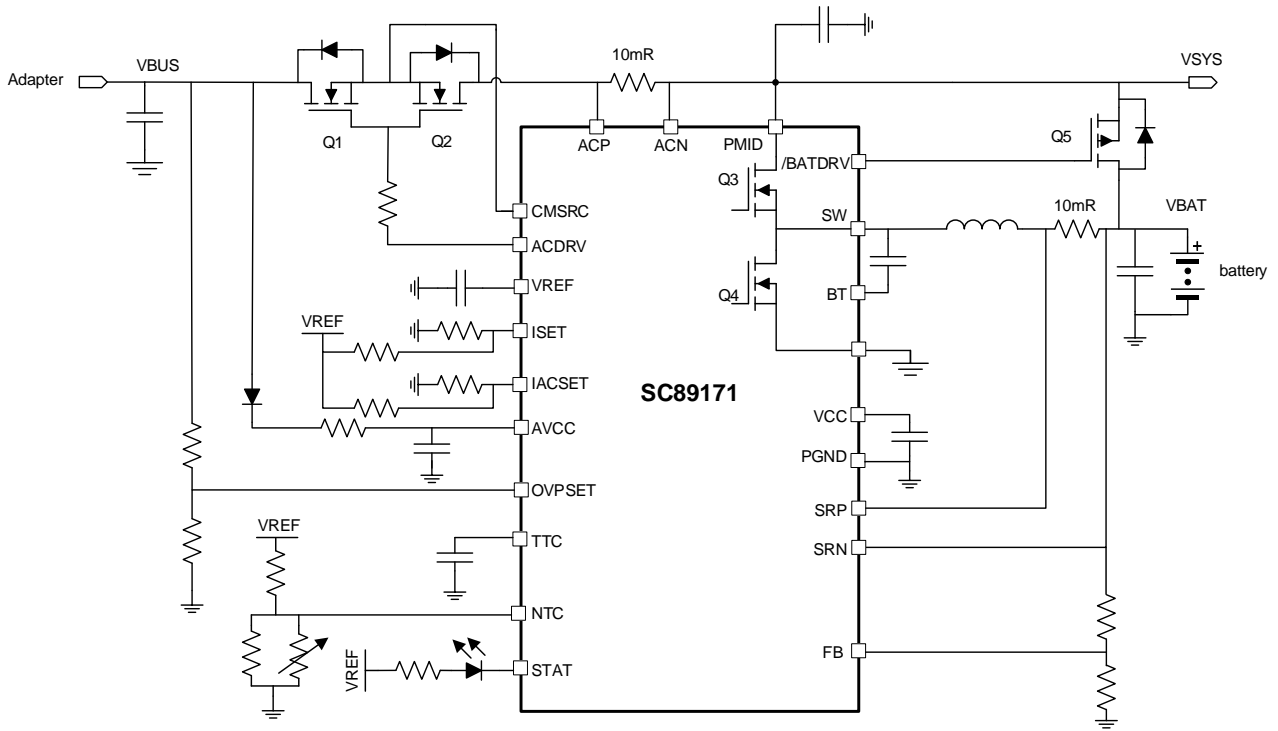 10mR
Adapter
VBUS
VSYS
Q1
Q2
ACP
ACN
PMID
Q5
/BATDRV
Q3
CMSRC
SW
10mR
VBAT
ACDRV
VREF
Q4
BT
battery
+
VREF
ISET
IACSET
SC89171
AVCC
VCC
PGND
OVPSET
SRP
VREF
TTC
SRN
NTC
VREF
STAT
FB